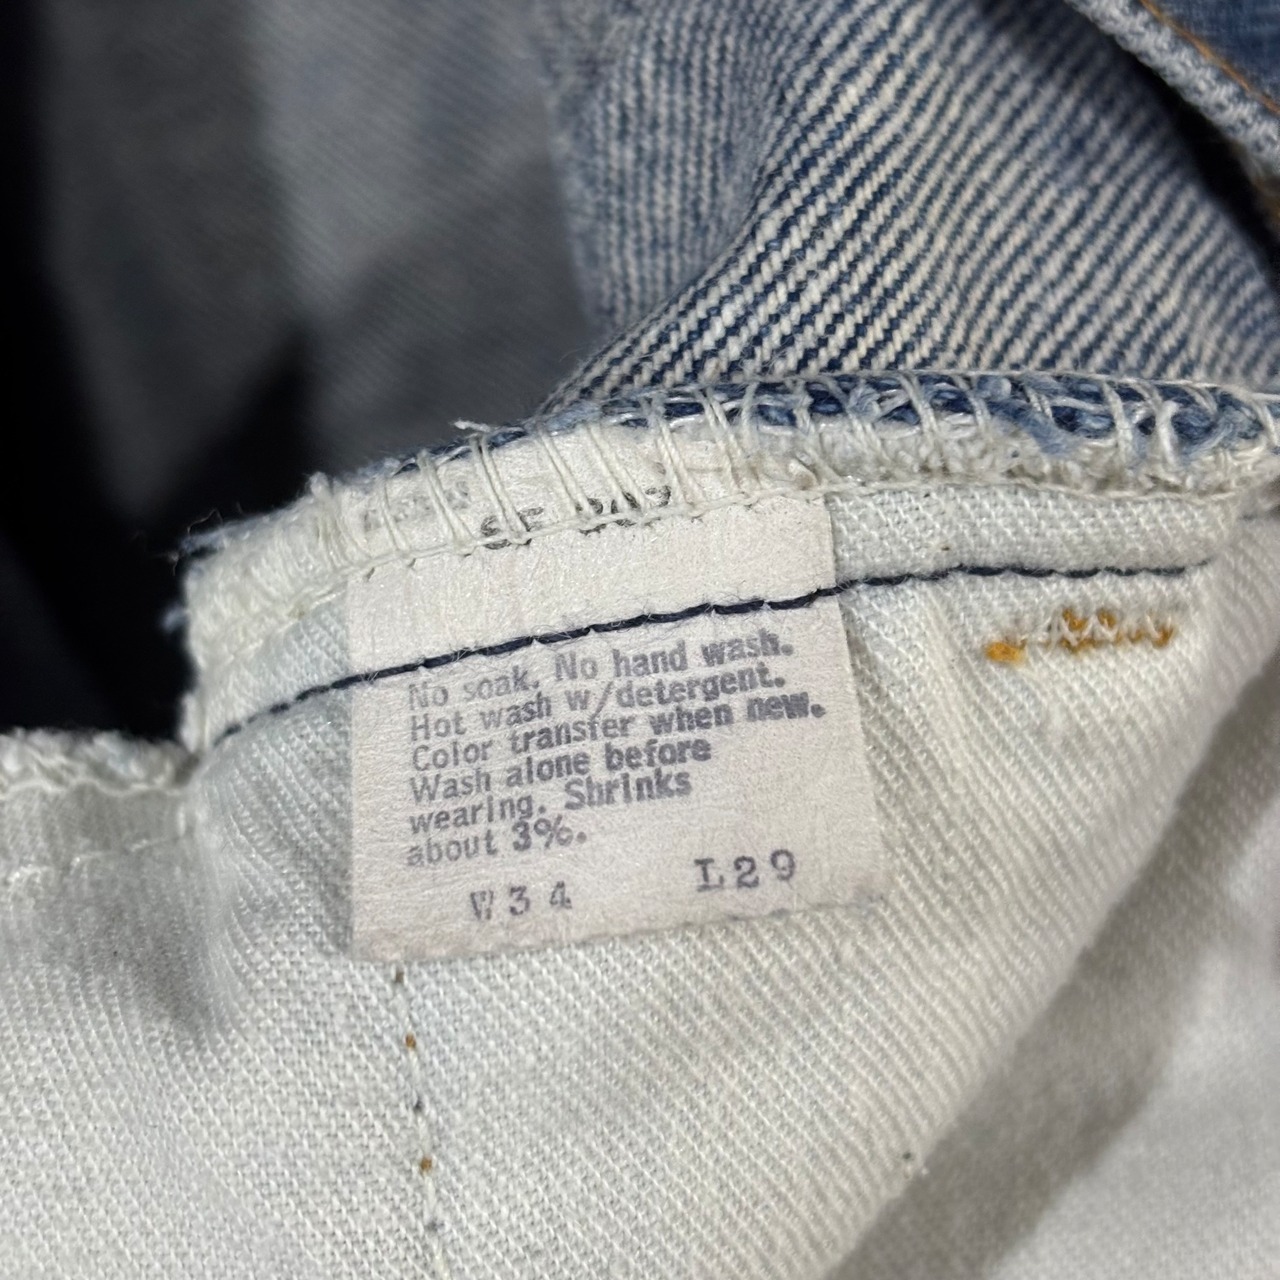 No soak. No hand wash.
Hot wash w/detergent.
Color transfer when new.
Wash alone before
wearing. Shrinks
about 3%.
W34 L29